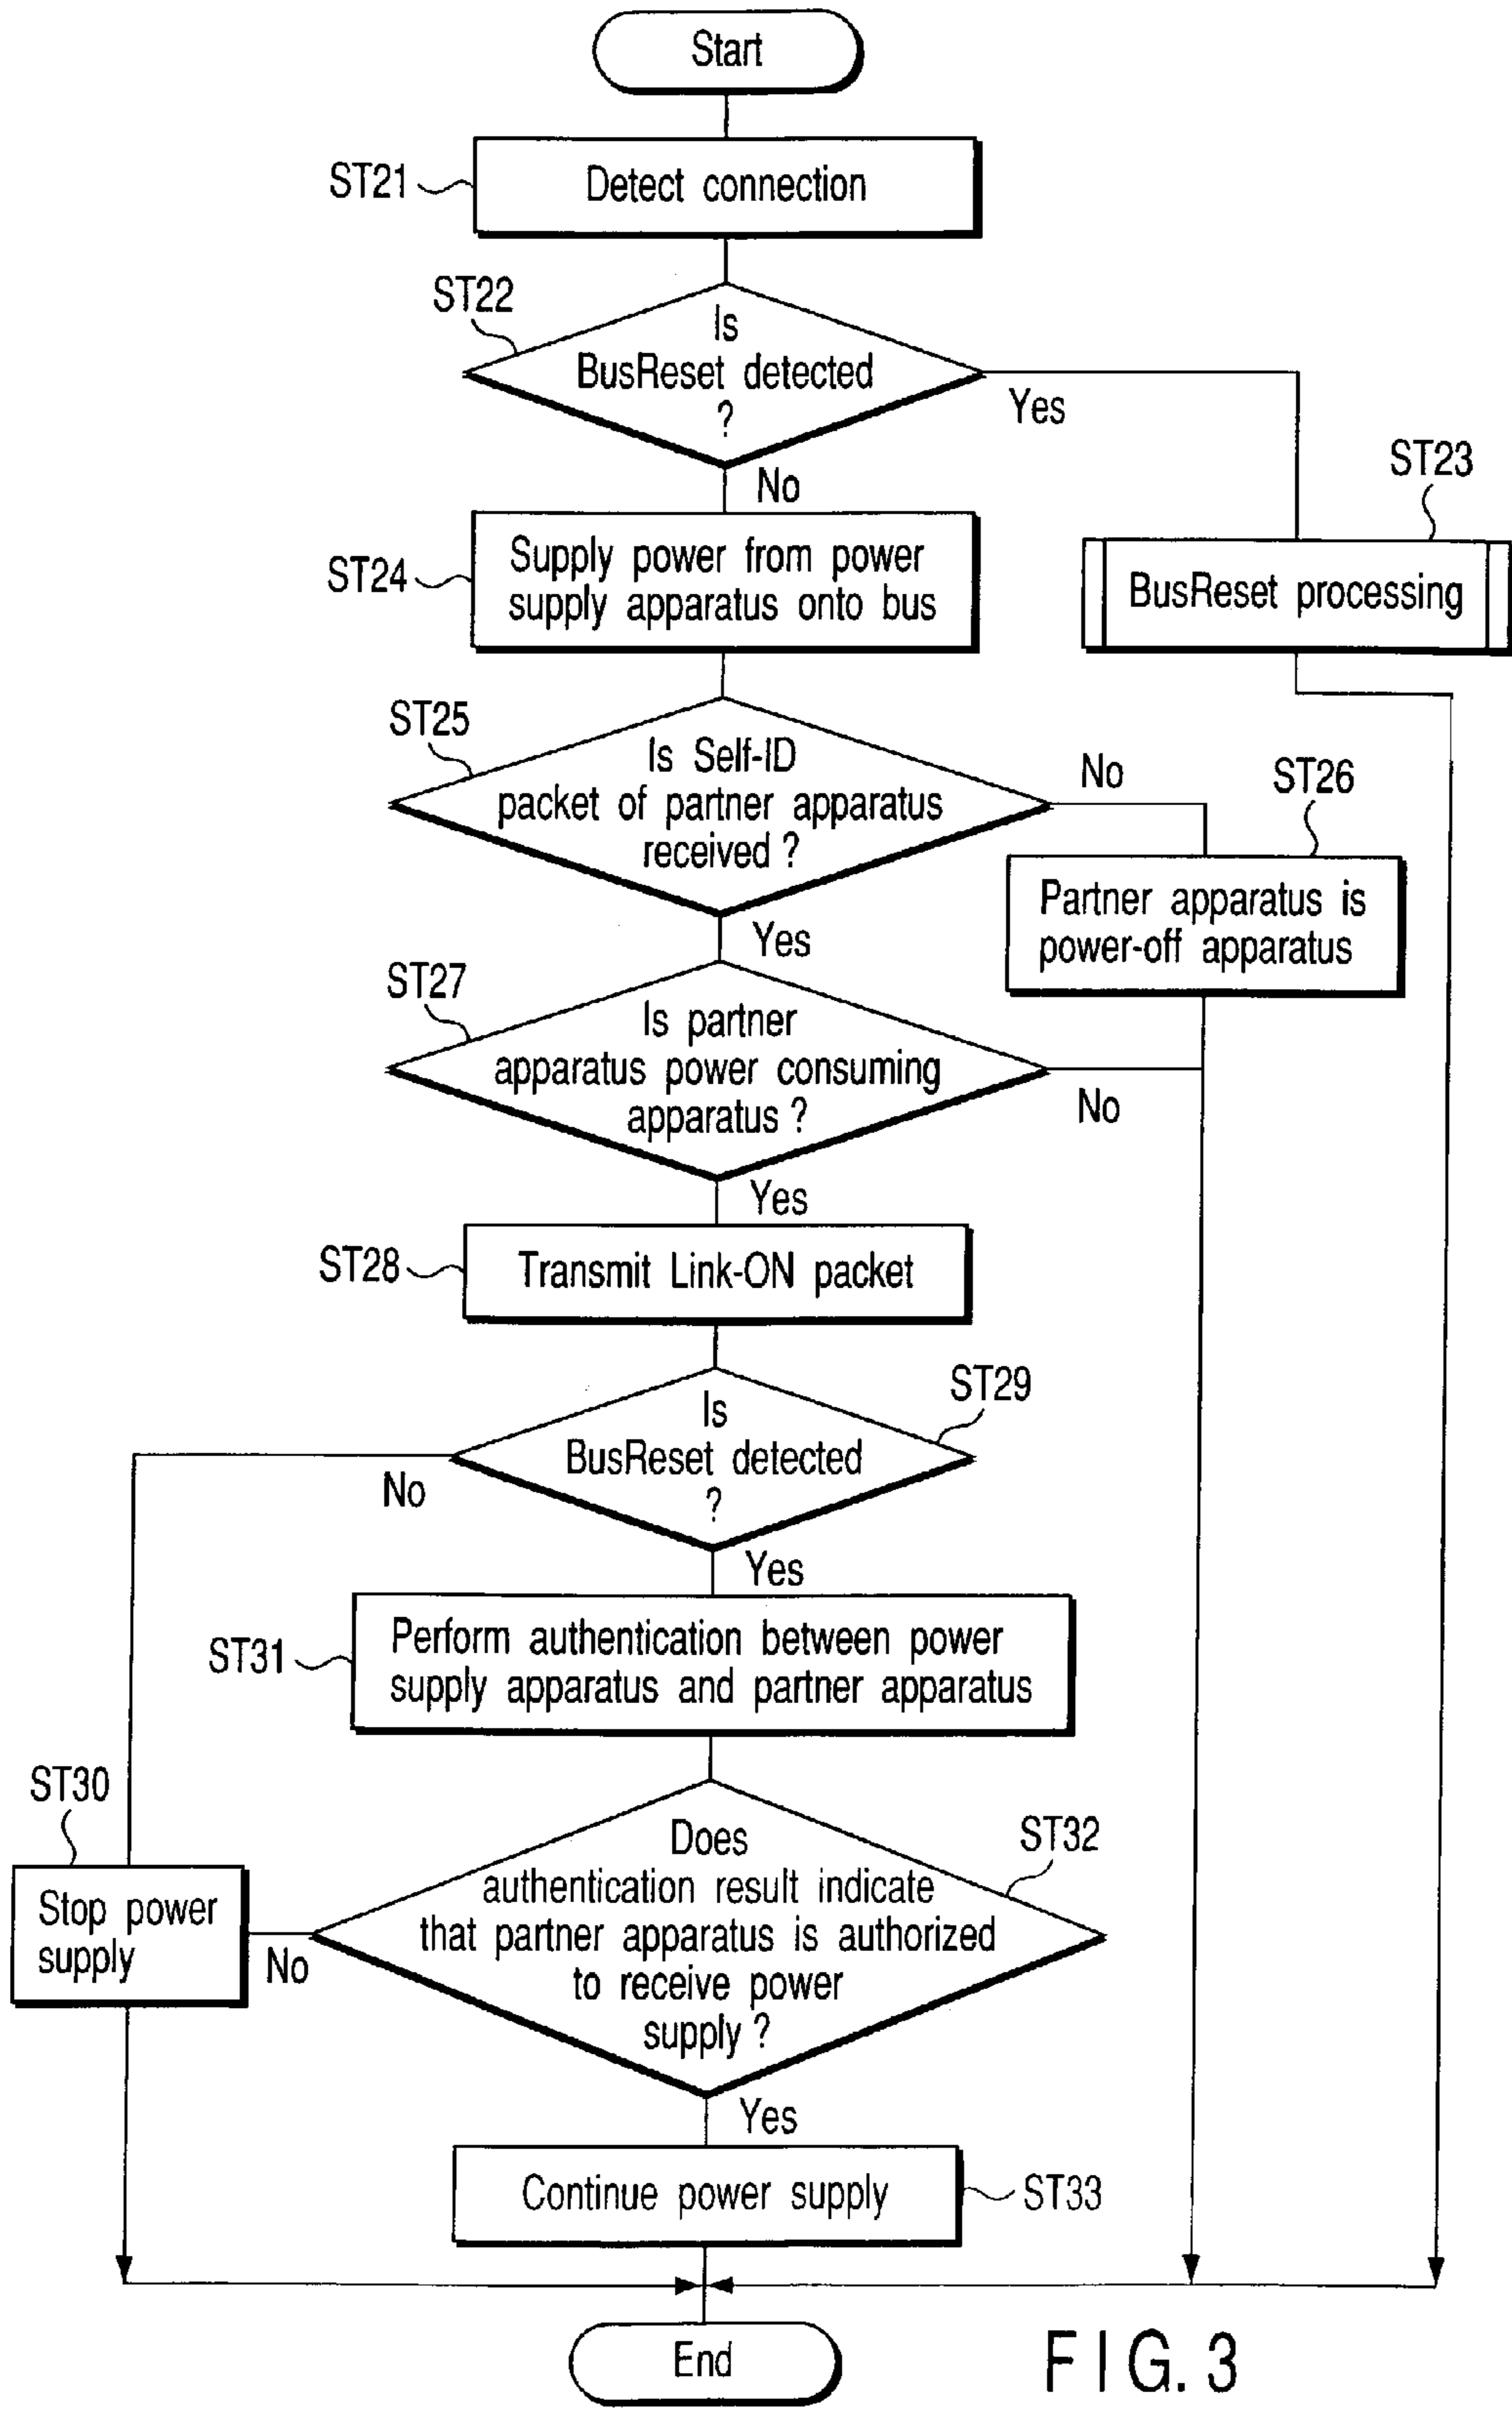 Start
ST21
Detect connection
ST22
Is
BusReset detected
?
Yes
No
ST23
BusReset processing
ST24
Supply power from power
supply apparatus onto bus
ST25
Is Self-ID
packet of partner apparatus
received ?
No
Yes
ST26
Partner apparatus is
power-off apparatus
ST27
Is partner
apparatus power consuming
apparatus ?
No
Yes
ST28
Transmit Link-ON packet
ST29
Is
BusReset detected
?
No
Yes
ST31
Perform authentication between power
supply apparatus and partner apparatus
ST30
Stop power
supply
ST32
Does
authentication result indicate
that partner apparatus is authorized
to receive power
supply ?
No
Yes
Continue power supply
ST33
End
FIG. 3